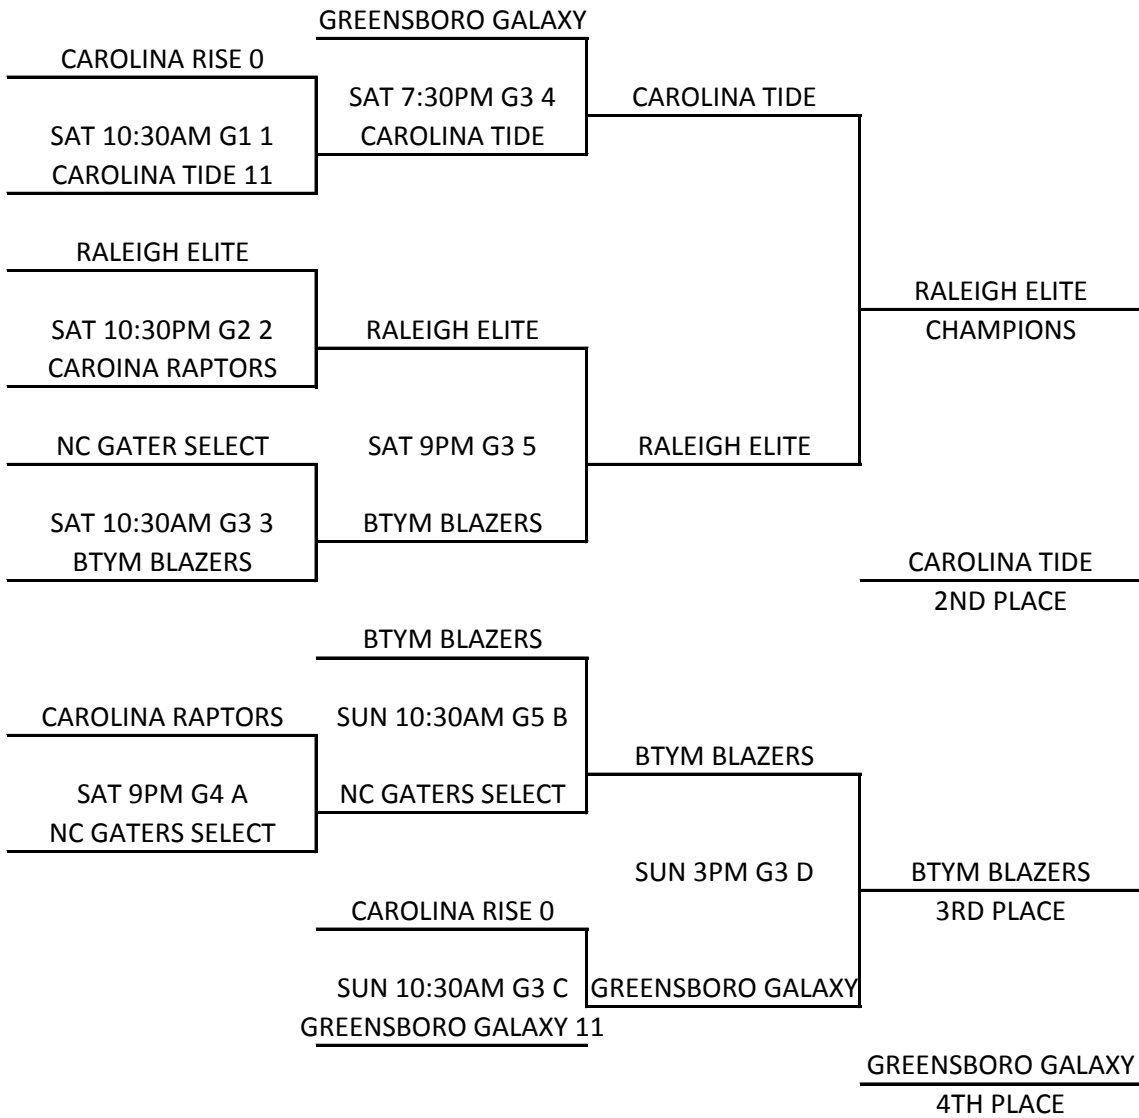 GREENSBORO GALAXY
CAROLINA RISE 0
SAT 7:30PM G3 4
CAROLINA TIDE
SAT 10:30AM G1 1
CAROLINA TIDE
CAROLINA TIDE 11
RALEIGH ELITE
RALEIGH ELITE
SAT 10:30PM G2 2
RALEIGH ELITE
CHAMPIONS
CAROINA RAPTORS
NC GATER SELECT
SAT 9PM G3 5
RALEIGH ELITE
SAT 10:30AM G3 3
BTYM BLAZERS
BTYM BLAZERS
CAROLINA TIDE
2ND PLACE
BTYM BLAZERS
CAROLINA RAPTORS
SUN 10:30AM G5 B
BTYM BLAZERS
SAT 9PM G4 A
NC GATERS SELECT
NC GATERS SELECT
SUN 3PM G3 D
BTYM BLAZERS
CAROLINA RISE 0
3RD PLACE
SUN 10:30AM G3 C
GREENSBORO GALAXY
GREENSBORO GALAXY 11
GREENSBORO GALAXY
4TH PLACE